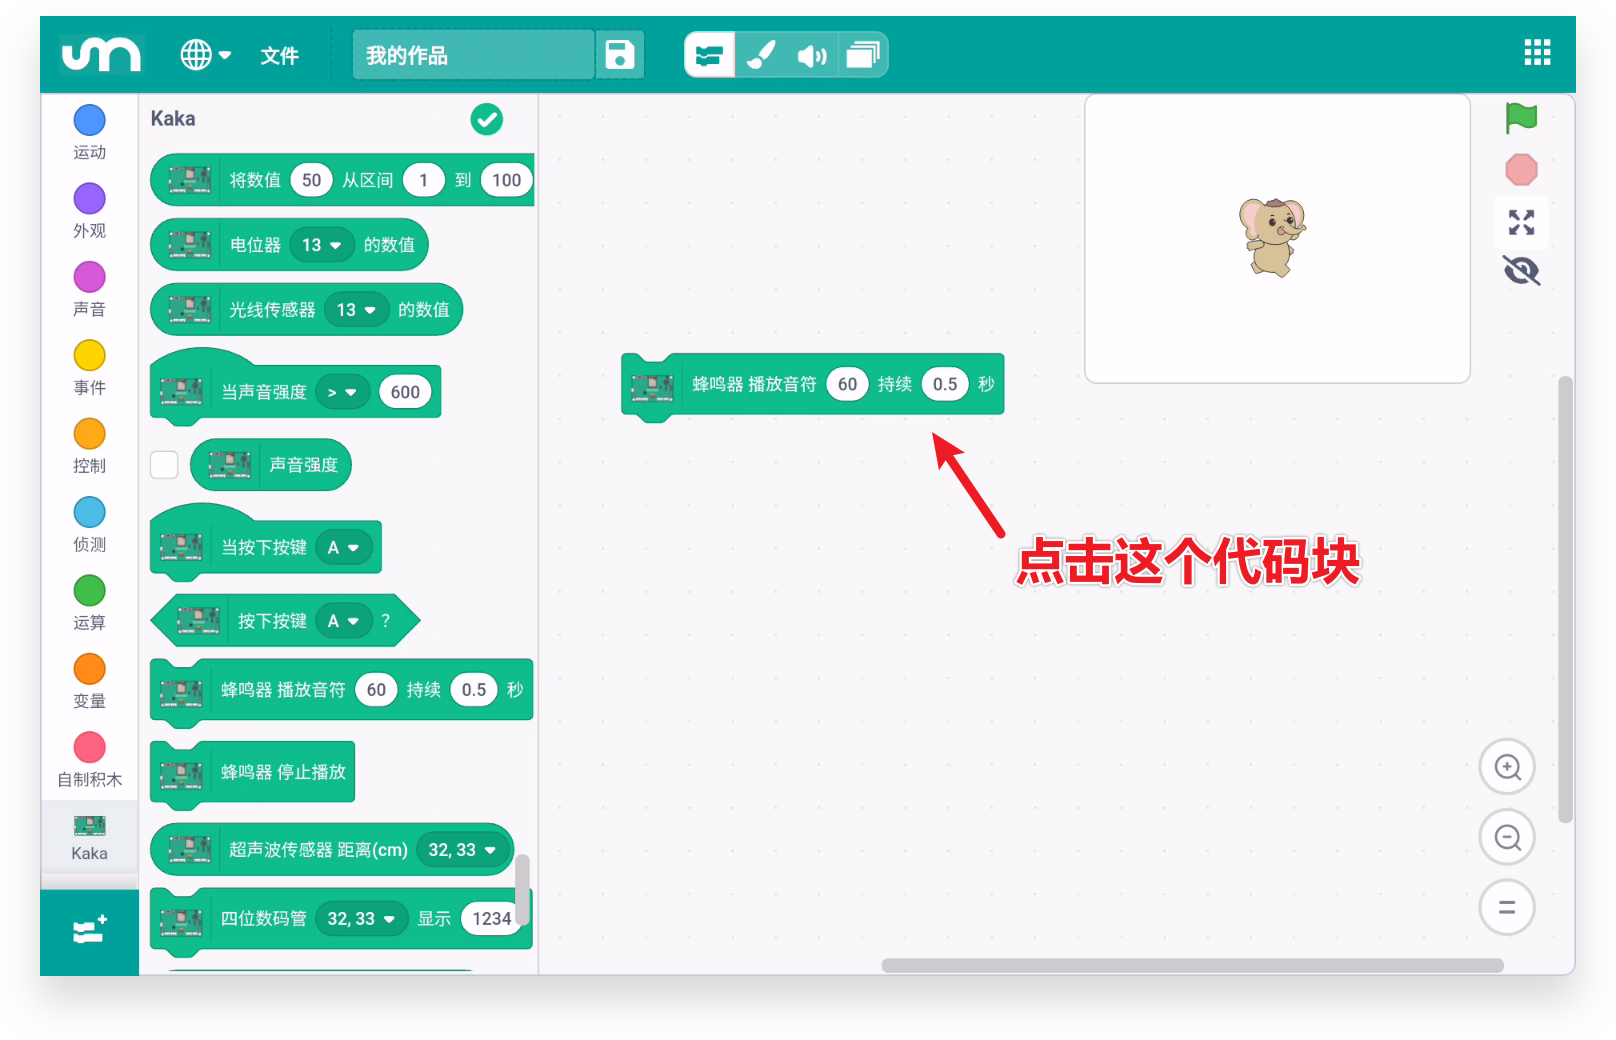 um
文件
我的作品
运动
外观
声音
事件
控制
侦测
运算
变量
自制积木
Kaka
Kaka
将数值 50 从区间 1 到 100
电位器 13 的数值
光线传感器 13 的数值
当声音强度 > 600
声音强度
当按下按键 A
按下按键 A ?
蜂鸣器 播放音符 60 持续 0.5 秒
蜂鸣器 停止播放
超声波传感器 距离(cm) 32, 33
四位数码管 32, 33 显示 1234
蜂鸣器 播放音符 60 持续 0.5 秒
点击这个代码块